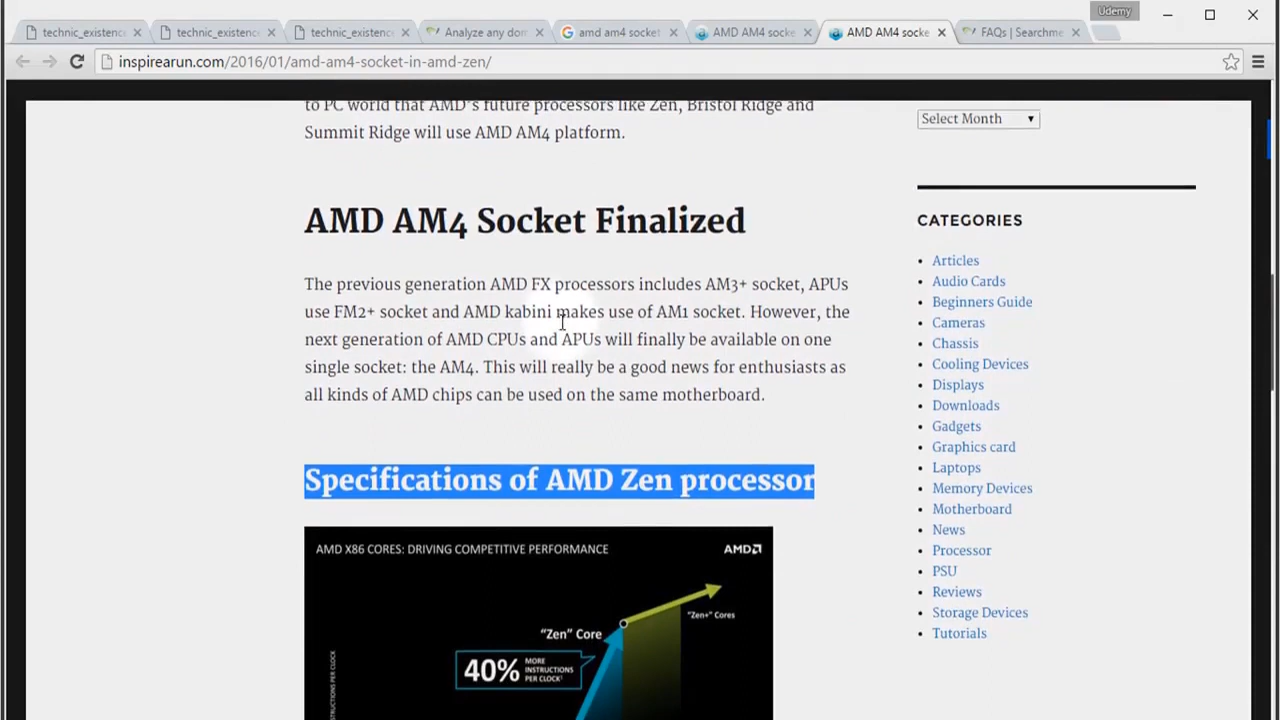 Udemy
technic_existence
technic_existence
technic_existence
Analyze any dom
amd am4 socket
AMD AM4 socke
AMD AM4 socke
FAQs | Searchme
inspirearun.com/2016/01/amd-am4-socket-in-amd-zen/
to PC world that AMD's future processors like Zen, Bristol Ridge and
Summit Ridge will use AMD AM4 platform.
AMD AM4 Socket Finalized
The previous generation AMD FX processors includes AM3+ socket, APUs
use FM2+ socket and AMD kabini makes use of AM1 socket. However, the
next generation of AMD CPUs and APUs will finally be available on one
single socket: the AM4. This will really be a good news for enthusiasts as
all kinds of AMD chips can be used on the same motherboard.
Specifications of AMD Zen processor
AMD X86 CORES: DRIVING COMPETITIVE PERFORMANCE
AMD
"Zen+" Cores
"Zen" Core
40% MORE
INSTRUCTIONS
PER CLOCK¹
Select Month
CATEGORIES
Articles
Audio Cards
Beginners Guide
Cameras
Chassis
Cooling Devices
Displays
Downloads
Gadgets
Graphics card
Laptops
Memory Devices
Motherboard
News
Processor
PSU
Reviews
Storage Devices
Tutorials